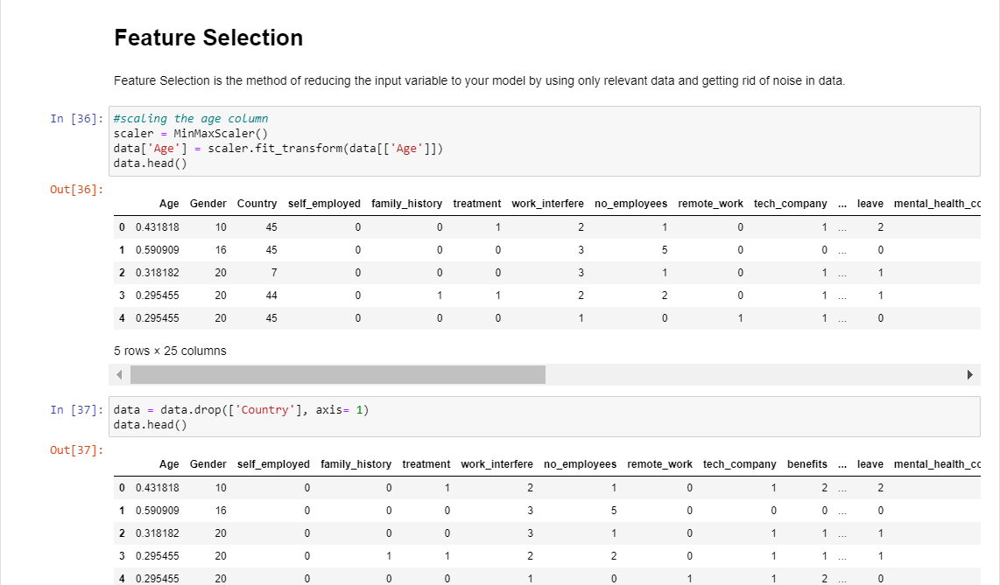 Feature Selection
Feature Selection is the method of reducing the input variable to your model by using only relevant data and getting rid of noise in data.
In [36]: #scaling the age column
scaler = MinMaxScaler()
data['Age'] = scaler.fit_transform(data[['Age']])
data.head()
Out[36]:
Age Gender Country self_employed family_history treatment work_interfere no_employees remote_work tech_company ... leave mental_health_cc
0 0.431818 10 45 0 0 1 2 1 0 1 ... 2
1 0.590909 16 45 0 0 0 3 5 0 0 ... 0
2 0.318182 20 7 0 0 0 3 1 0 1 ... 1
3 0.295455 20 44 0 1 1 2 2 0 1 ... 1
4 0.295455 20 45 0 0 0 1 0 1 1 ... 0
5 rows × 25 columns
In [37]: data = data.drop(['Country'], axis= 1)
data.head()
Out[37]:
Age Gender self_employed family_history treatment work_interfere no_employees remote_work tech_company benefits ... leave mental_health_cc
0 0.431818 10 0 0 1 2 1 0 1 2 ... 2
1 0.590909 16 0 0 0 3 5 0 0 0 ... 0
2 0.318182 20 0 0 0 3 1 0 1 1 ... 1
3 0.295455 20 0 1 1 2 2 0 1 1 ... 1
4 0.295455 20 0 0 0 1 0 1 1 2 ... 0